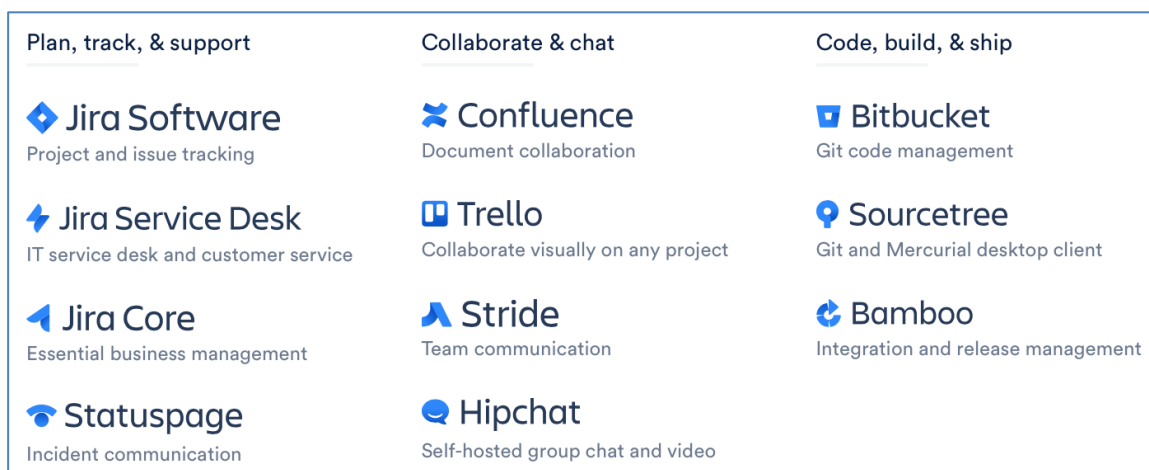 Plan, track, & support
Jira Software
Project and issue tracking
Jira Service Desk
IT service desk and customer service
Jira Core
Essential business management
Statuspage
Incident communication
Collaborate & chat
Confluence
Document collaboration
Trello
Collaborate visually on any project
Stride
Team communication
Hipchat
Self-hosted group chat and video
Code, build, & ship
Bitbucket
Git code management
Sourcetree
Git and Mercurial desktop client
Bamboo
Integration and release management